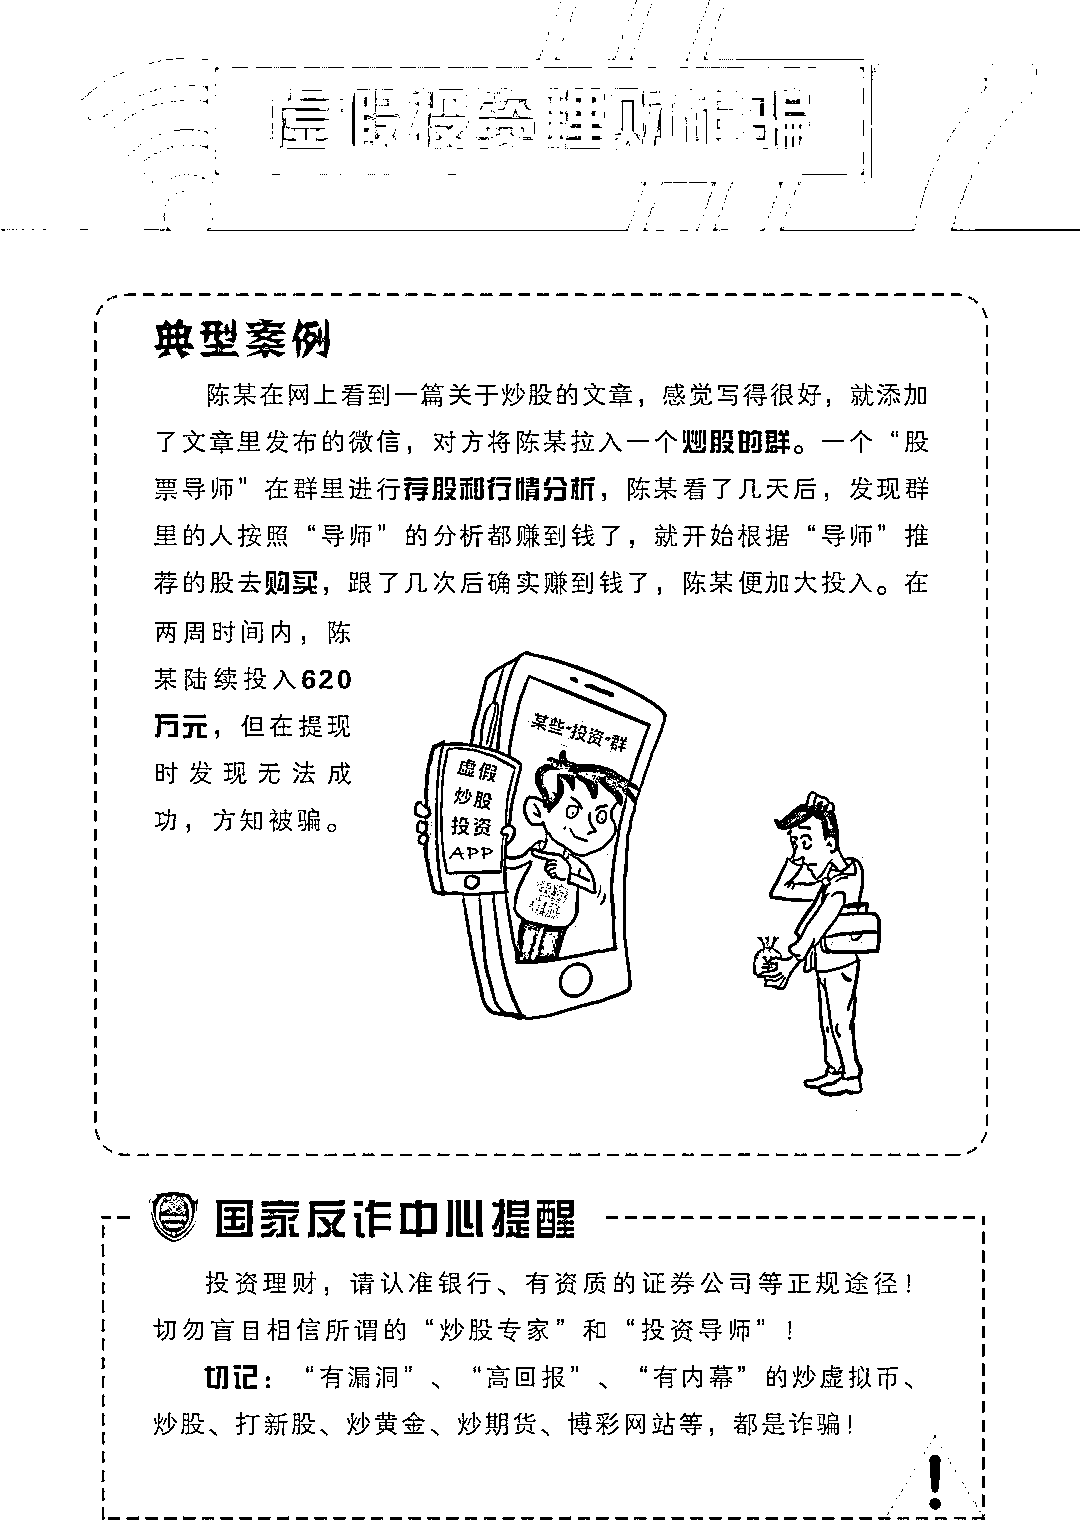 虚假投资理财诈骗
典型案例
陈某在网上看到一篇关于炒股的文章，感觉写得很好，就添加
了文章里发布的微信，对方将陈某拉入一个炒股的群。一个“股
票导师”在群里进行荐股和行情分析，陈某看了几天后，发现群
里的人按照“导师”的分析都赚到钱了，就开始根据“导师”推
荐的股去购买，跟了几次后确实赚到钱了，陈某便加大投入。在
两周时间内，陈
某陆续投入620
万元，但在提现
时发现无法成
功，方知被骗。
某些“投资”群
虚假
炒股
投资
APP
国家反诈中心提醒
投资理财，请认准银行、有资质的证券公司等正规途径！
切勿盲目相信所谓的“炒股专家”和“投资导师”！
切记：“有漏洞”、“高回报”、“有内幕”的炒虚拟币、
炒股、打新股、炒黄金、炒期货、博彩网站等，都是诈骗！